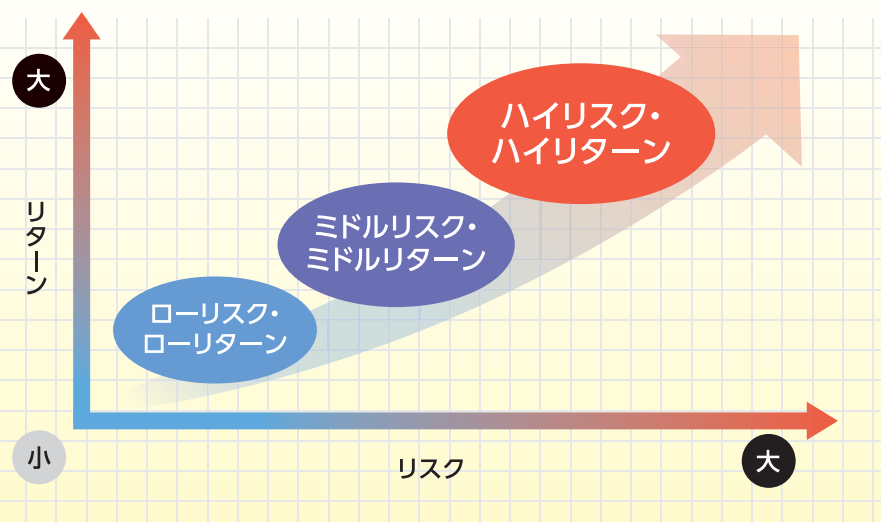 大
ハイリスク・
ハイリターン
リターン
ミドルリスク・
ミドルリターン
ローリスク・
ローリターン
小
リスク
大